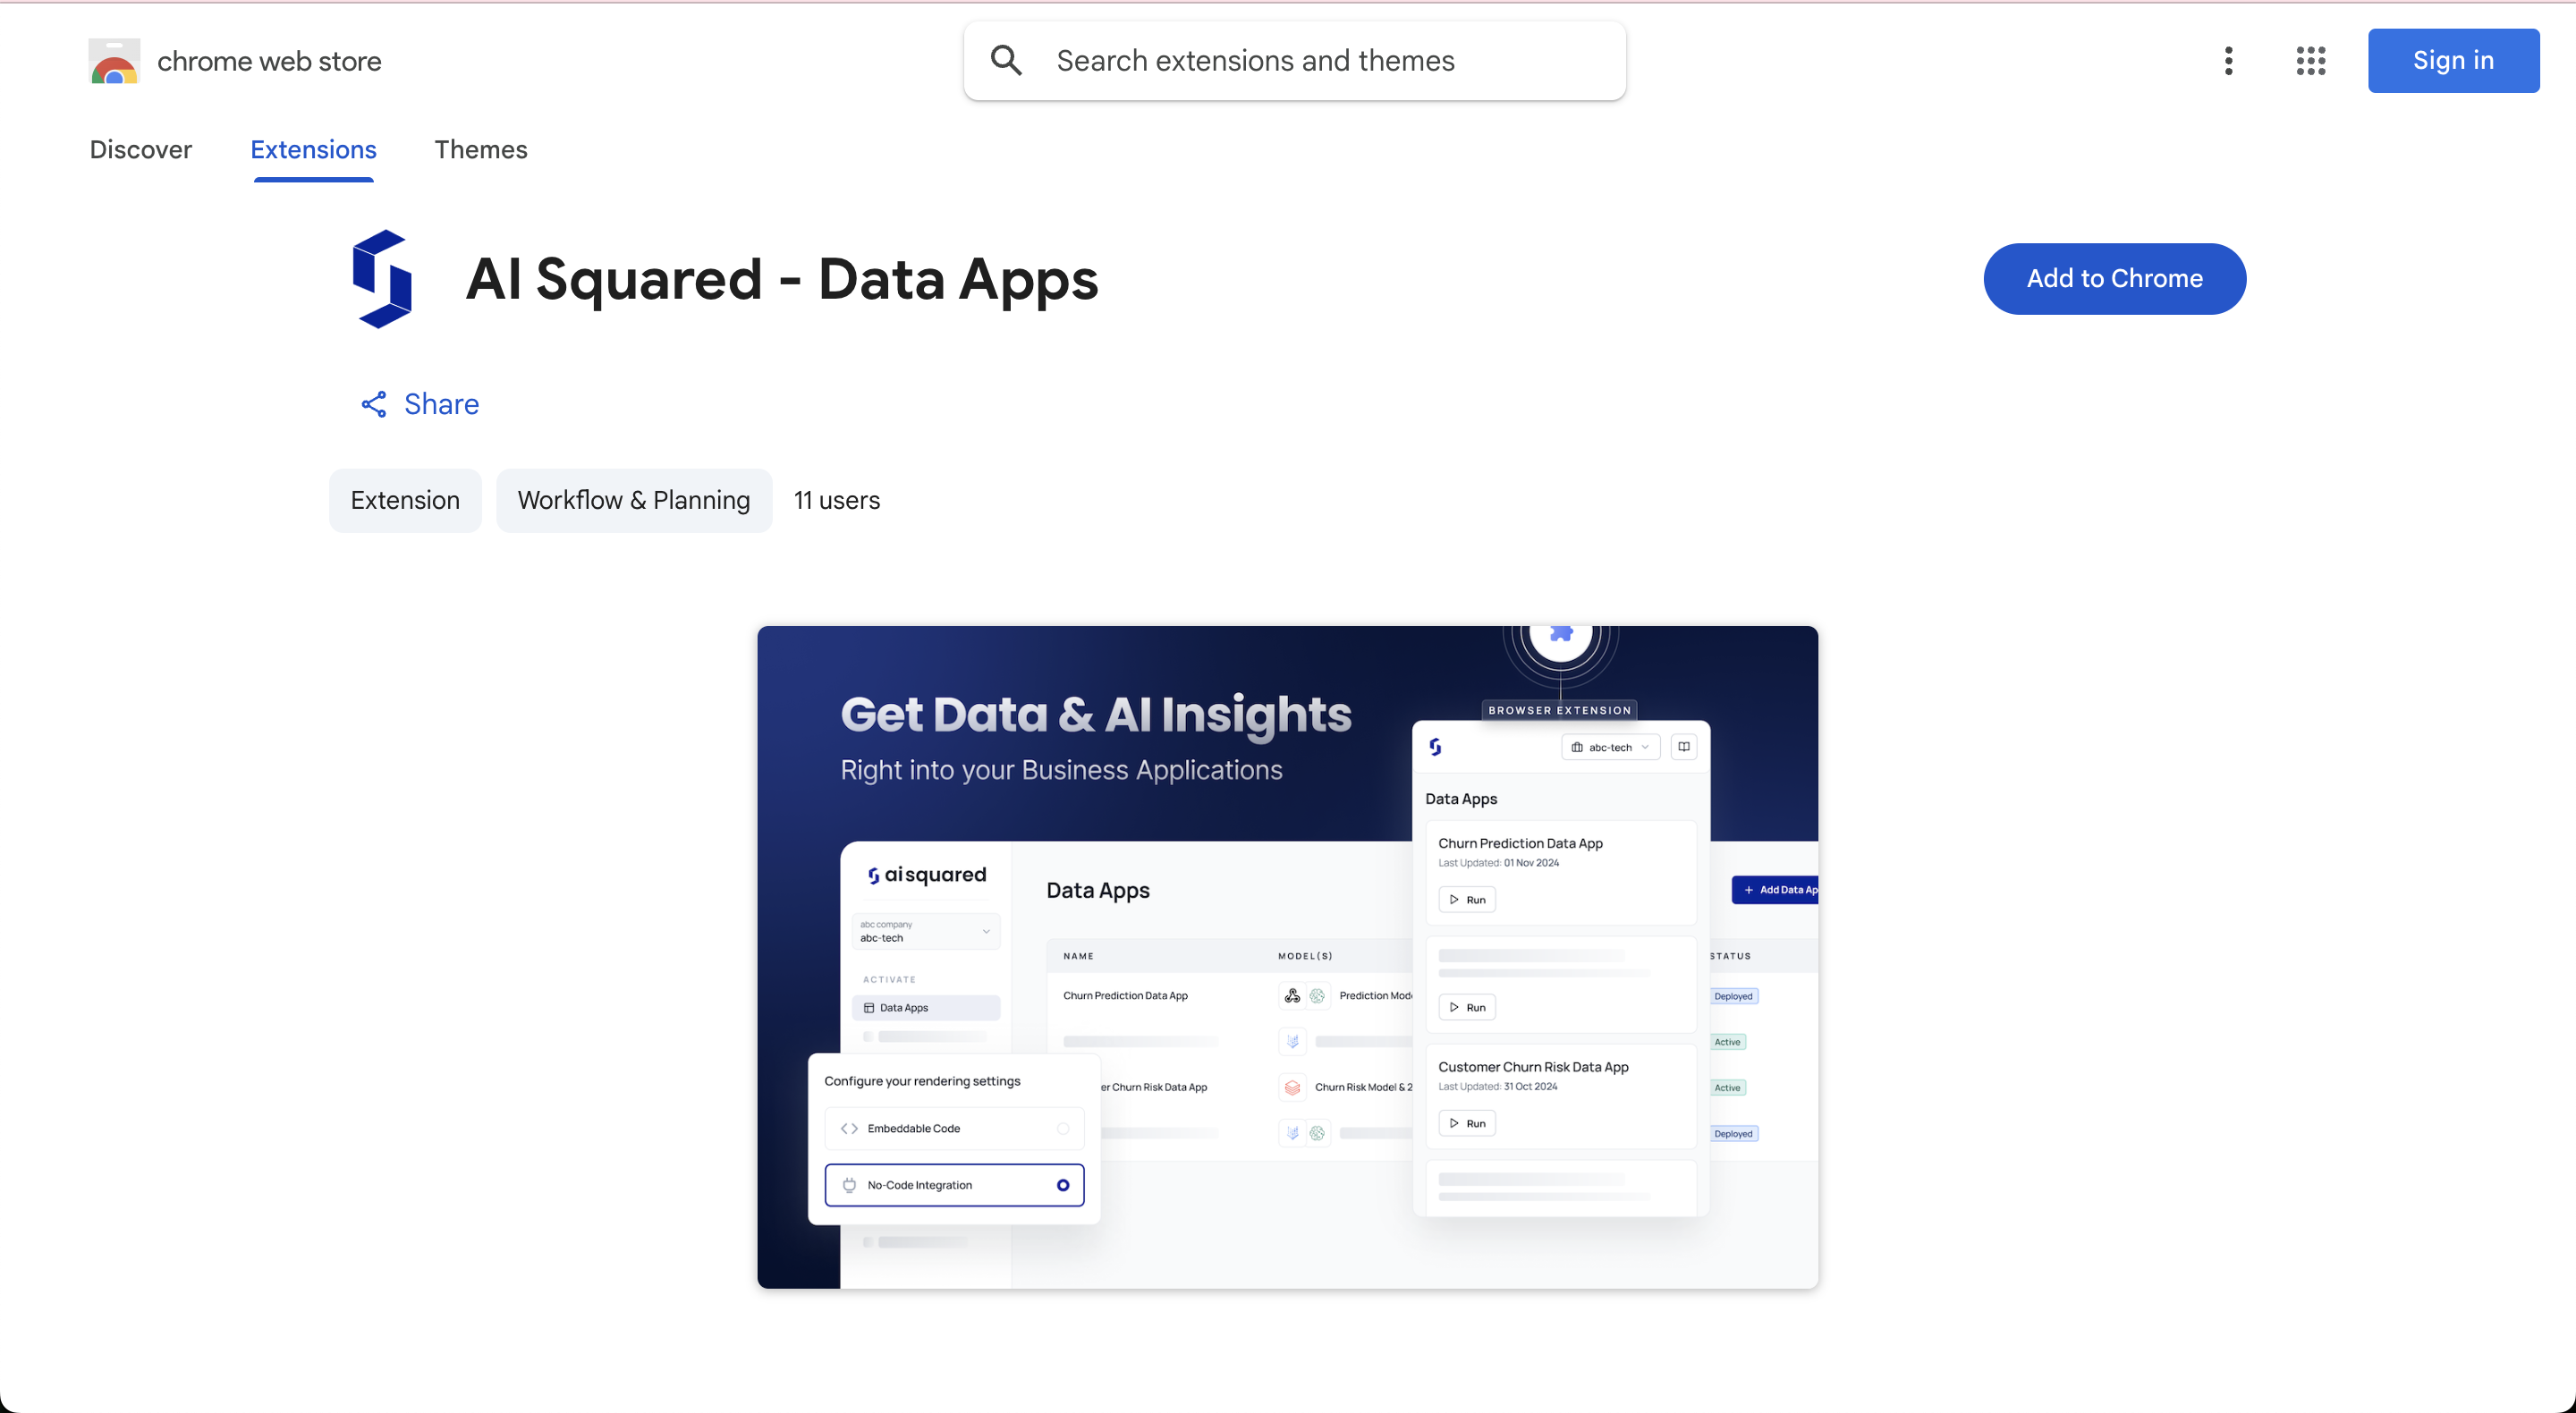 chrome web store
Search extensions and themes
Sign in
Discover
Extensions
Themes
AI Squared - Data Apps
Add to Chrome
Share
Extension
Workflow & Planning
11 users
Get Data & AI Insights
Right into your Business Applications
BROWSER EXTENSION
abc-tech
Data Apps
Churn Prediction Data App
Last Updated: 01 Nov 2024
Run
Run
Customer Churn Risk Data App
Last Updated: 31 Oct 2024
Run
ai squared
abc company
abc-tech
ACTIVATE
Data Apps
Data Apps
Add Data Ap
NAME
MODEL(S)
STATUS
Churn Prediction Data App
Prediction Mod
Deployed
Active
er Churn Risk Data App
Churn Risk Model & 2
Active
Deployed
Configure your rendering settings
Embeddable Code
No-Code Integration